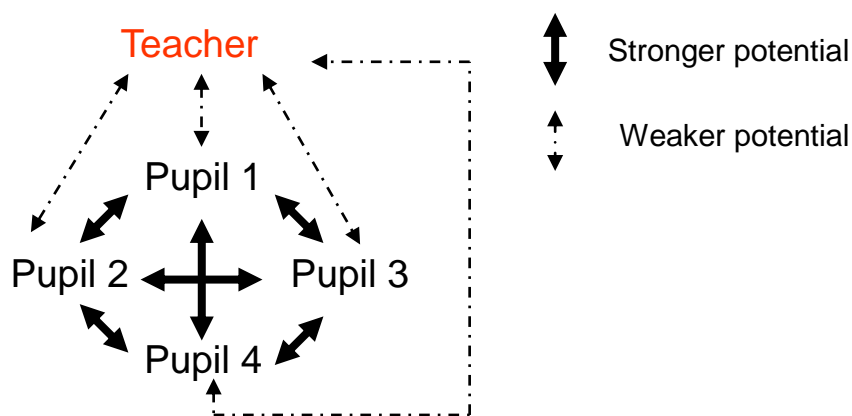 Teacher
Stronger potential
Weaker potential
Pupil 1
Pupil 2
Pupil 3
Pupil 4